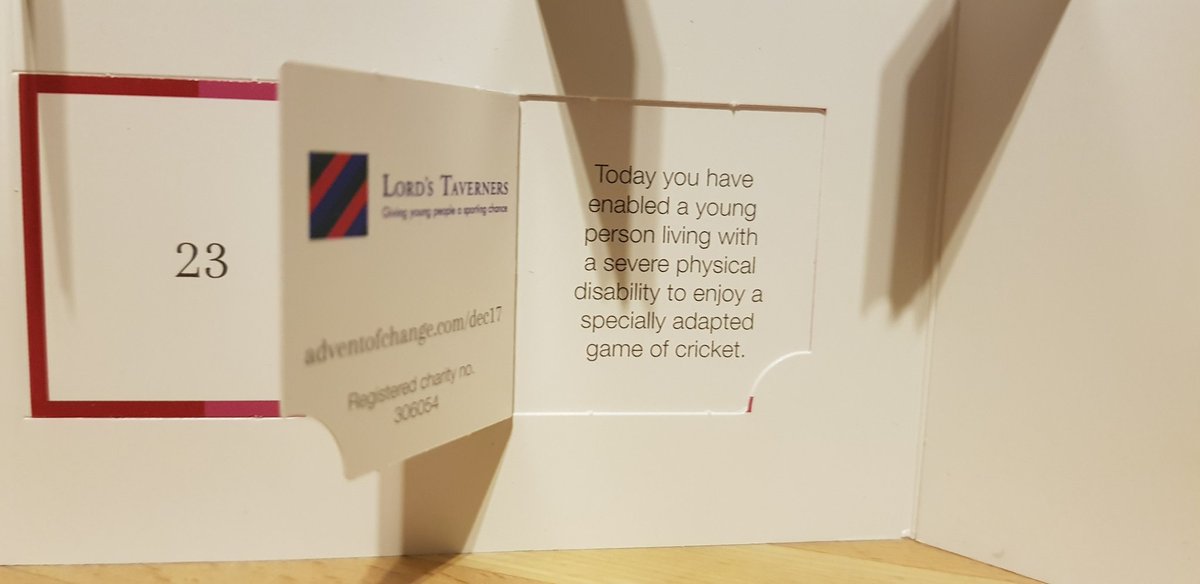 23
LORD'S TAVERNERS
Giving young people a sporting chance
adventofchange.com/dec17
Registered charity no.
306054
Today you have
enabled a young
person living with
a severe physical
disability to enjoy a
specially adapted
game of cricket.